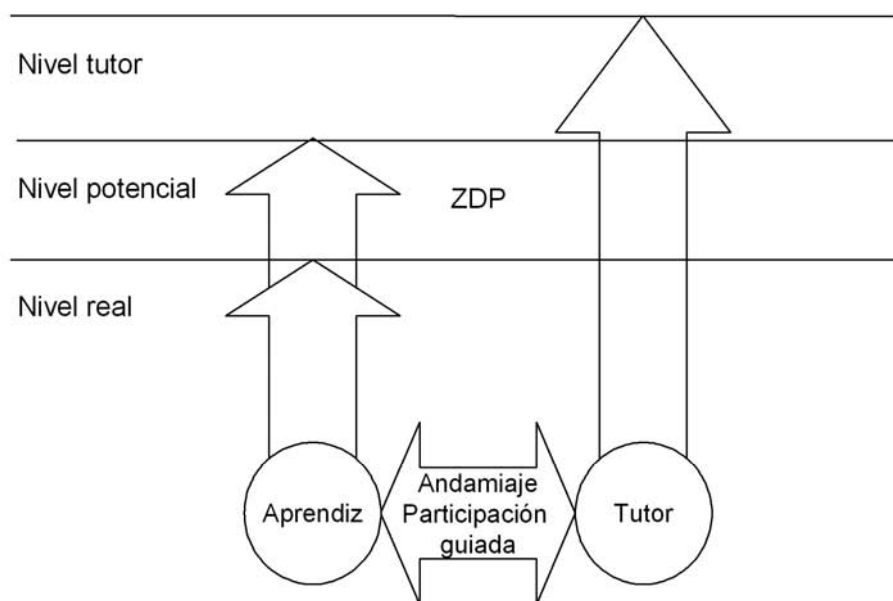 Nivel tutor
Nivel potencial
ZDP
Nivel real
Aprendiz
Andamiaje
Participación
guiada
Tutor